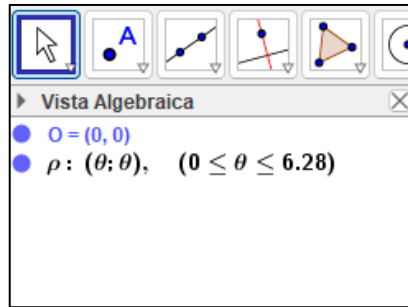 A
Vista Algebraica
O = (0, 0)
ρ : (θ; θ), (0 ≤ θ ≤ 6.28)